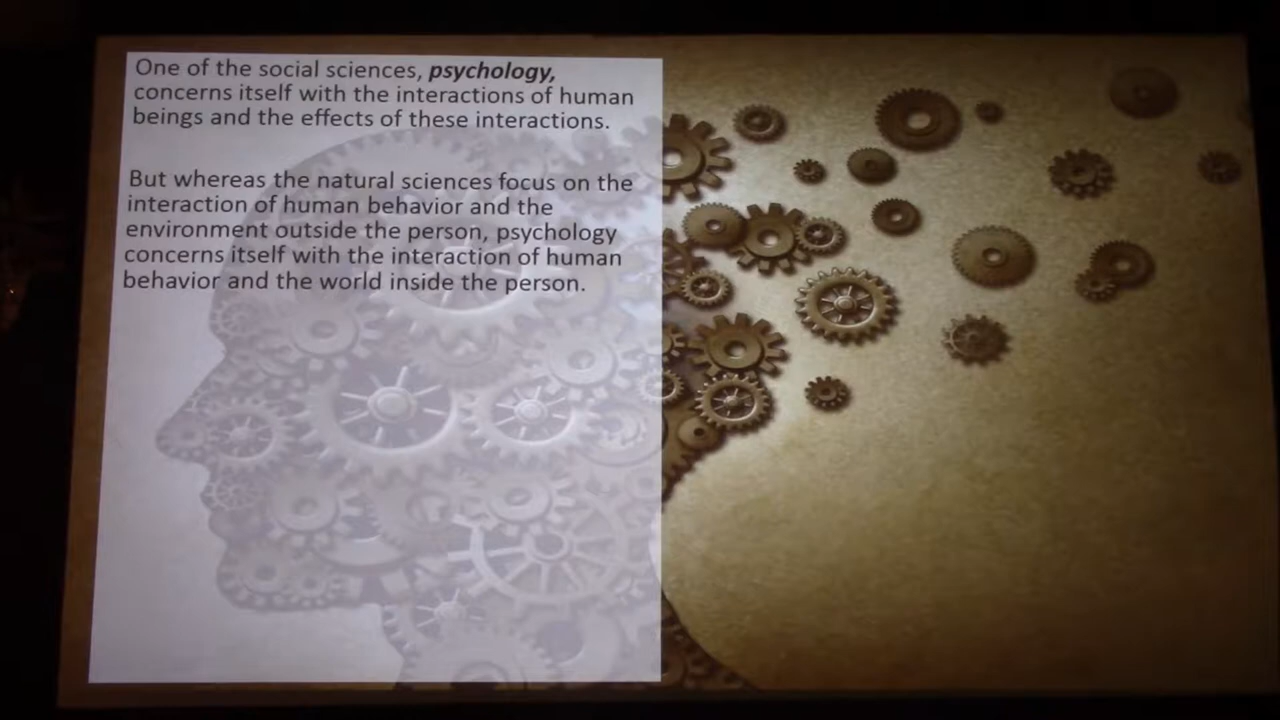 One of the social sciences, psychology,
concerns itself with the interactions of human
beings and the effects of these interactions.
But whereas the natural sciences focus on the
interaction of human behavior and the
environment outside the person, psychology
concerns itself with the interaction of human
behavior and the world inside the person.